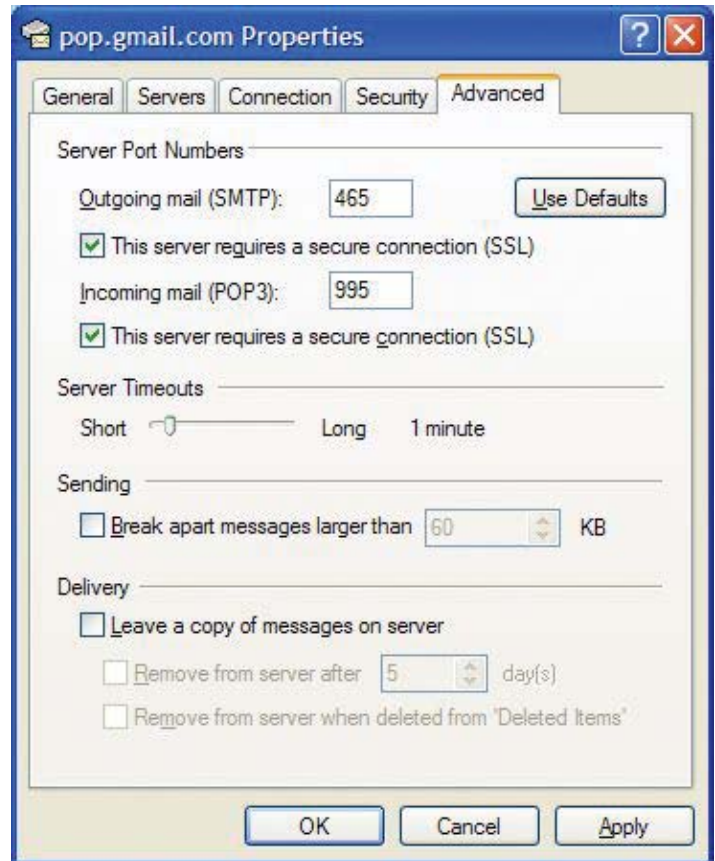 pop.gmail.com Properties ?
General Servers Connection Security Advanced
Server Port Numbers
Outgoing mail (SMTP): 465 Use Defaults
This server requires a secure connection (SSL)
Incoming mail (POP3): 995
This server requires a secure connection (SSL)
Server Timeouts
Short Long 1 minute
Sending
Break apart messages larger than 60 KB
Delivery
Leave a copy of messages on server
Remove from server after 5 day(s)
Remove from server when deleted from 'Deleted Items'
OK Cancel Apply